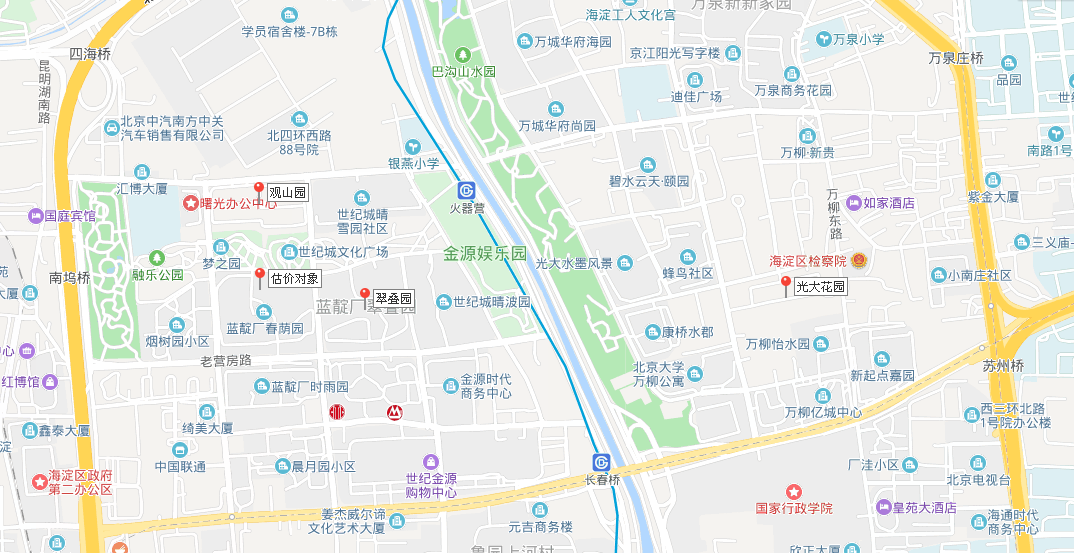 海淀工人文化宫
万泉新新家园
学员宿舍楼-7B栋
万城华府海园
京江阳光写字楼
万泉小学
四海桥
万泉庄桥
昆明湖南路
巴沟山水园
品园
迪佳广场
万泉商务花园
北京中汽南方中关
汽车销售有限公司
北四环西路
88号院
万城华府尚园
万柳·新贵
南路1号
银燕小学
汇博大厦
观山园
碧水云天·颐园
紫金大厦
曙光办公中心
火器营
万柳东路
如家酒店
国庭宾馆
世纪城晴
雪园社区
梦之园
世纪城文化广场
金源娱乐园
三义庙-
融乐公园
光大水墨风景
蜂鸟社区
海淀区检察院
南坞桥
估价对象
光大花园
小南庄社区
大厦
翠叠园
蓝靛厂翠叠园
世纪城晴波园
烟树园小区
蓝靛厂春荫园
康桥水郡
万柳怡水园
中心
老营房路
苏州桥
北京大学
万柳公寓
新起点嘉园
红博馆
蓝靛厂时雨园
金源时代
商务中心
绮美大厦
万柳亿城中心
西三环北路
1号院办公楼
鑫泰大厦
淀
中国联通
晨月园小区
世纪金源
购物中心
厂洼小区
北京电视台
海淀区政府
第二办公区
长春桥
国家行政学院
皇苑大酒店
姜杰威尔谛
文化艺术大厦
元吉商务楼
海通时代
商务中心
鲁园上河村
欣正大厦